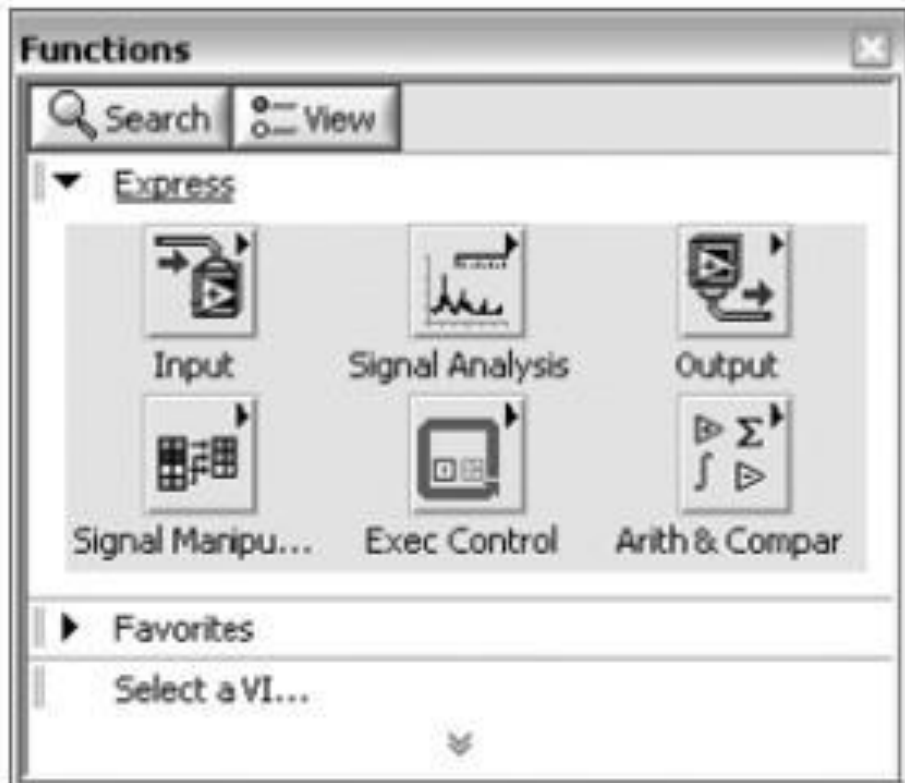 Functions
Search View
Express
Input Signal Analysis Output
Signal Manipu... Exec Control Arith & Compar
Favorites
Select a VI...